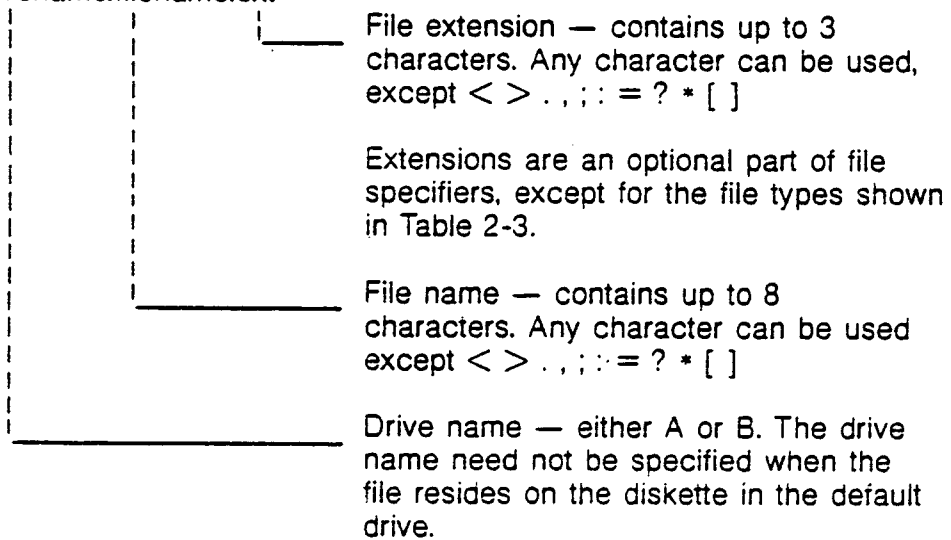 File extension — contains up to 3
characters. Any character can be used,
except < > . , ; : = ? * [ ]
Extensions are an optional part of file
specifiers, except for the file types shown
in Table 2-3.
File name — contains up to 8
characters. Any character can be used
except < > . , ; : = ? * [ ]
Drive name — either A or B. The drive
name need not be specified when the
file resides on the diskette in the default
drive.